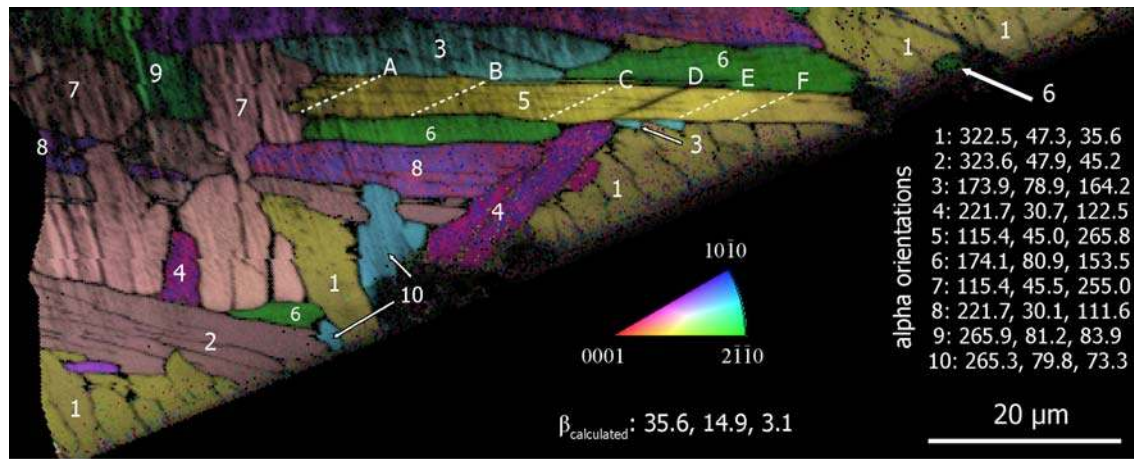 A
B
C
D
E
F
3
6
1
1
9
7
7
5
6
6
8
8
3
1
4
4
1
10
6
2
1
alpha orientations
1: 322.5, 47.3, 35.6
2: 323.6, 47.9, 45.2
3: 173.9, 78.9, 164.2
4: 221.7, 30.7, 122.5
5: 115.4, 45.0, 265.8
6: 174.1, 80.9, 153.5
7: 115.4, 45.5, 255.0
8: 221.7, 30.1, 111.6
9: 265.9, 81.2, 83.9
10: 265.3, 79.8, 73.3
101̄0
0001
21̄1̄0
βcalculated: 35.6, 14.9, 3.1
20 µm